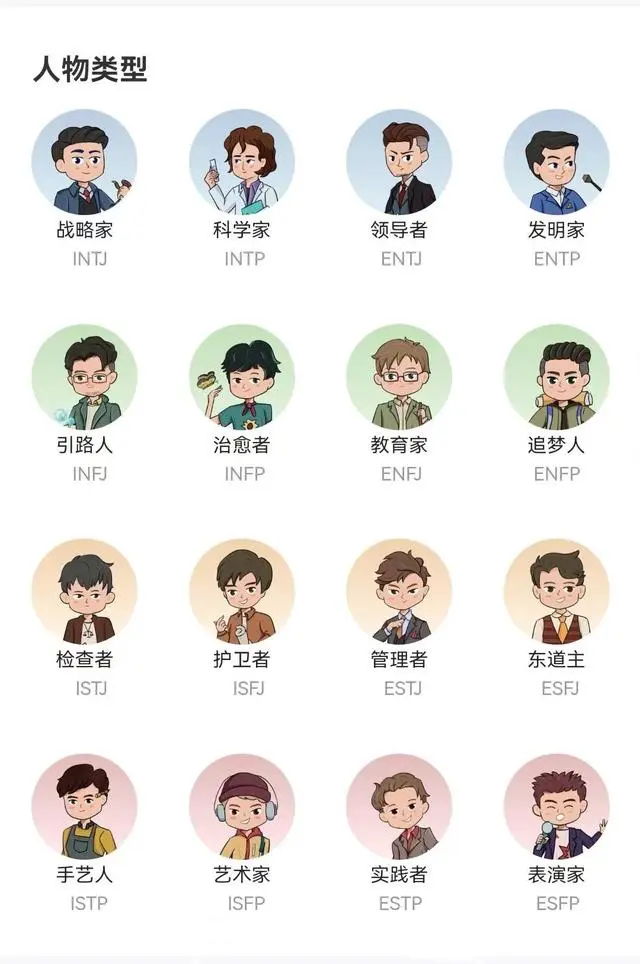 人物类型
战略家 科学家 领导者 发明家
INTJ INTP ENTJ ENTP
引路人 治愈者 教育家 追梦人
INFJ INFP ENFJ ENFP
检查者 护卫者 管理者 东道主
ISTJ ISFJ ESTJ ESFJ
手艺人 艺术家 实践者 表演家
ISTP ISFP ESTP ESFP